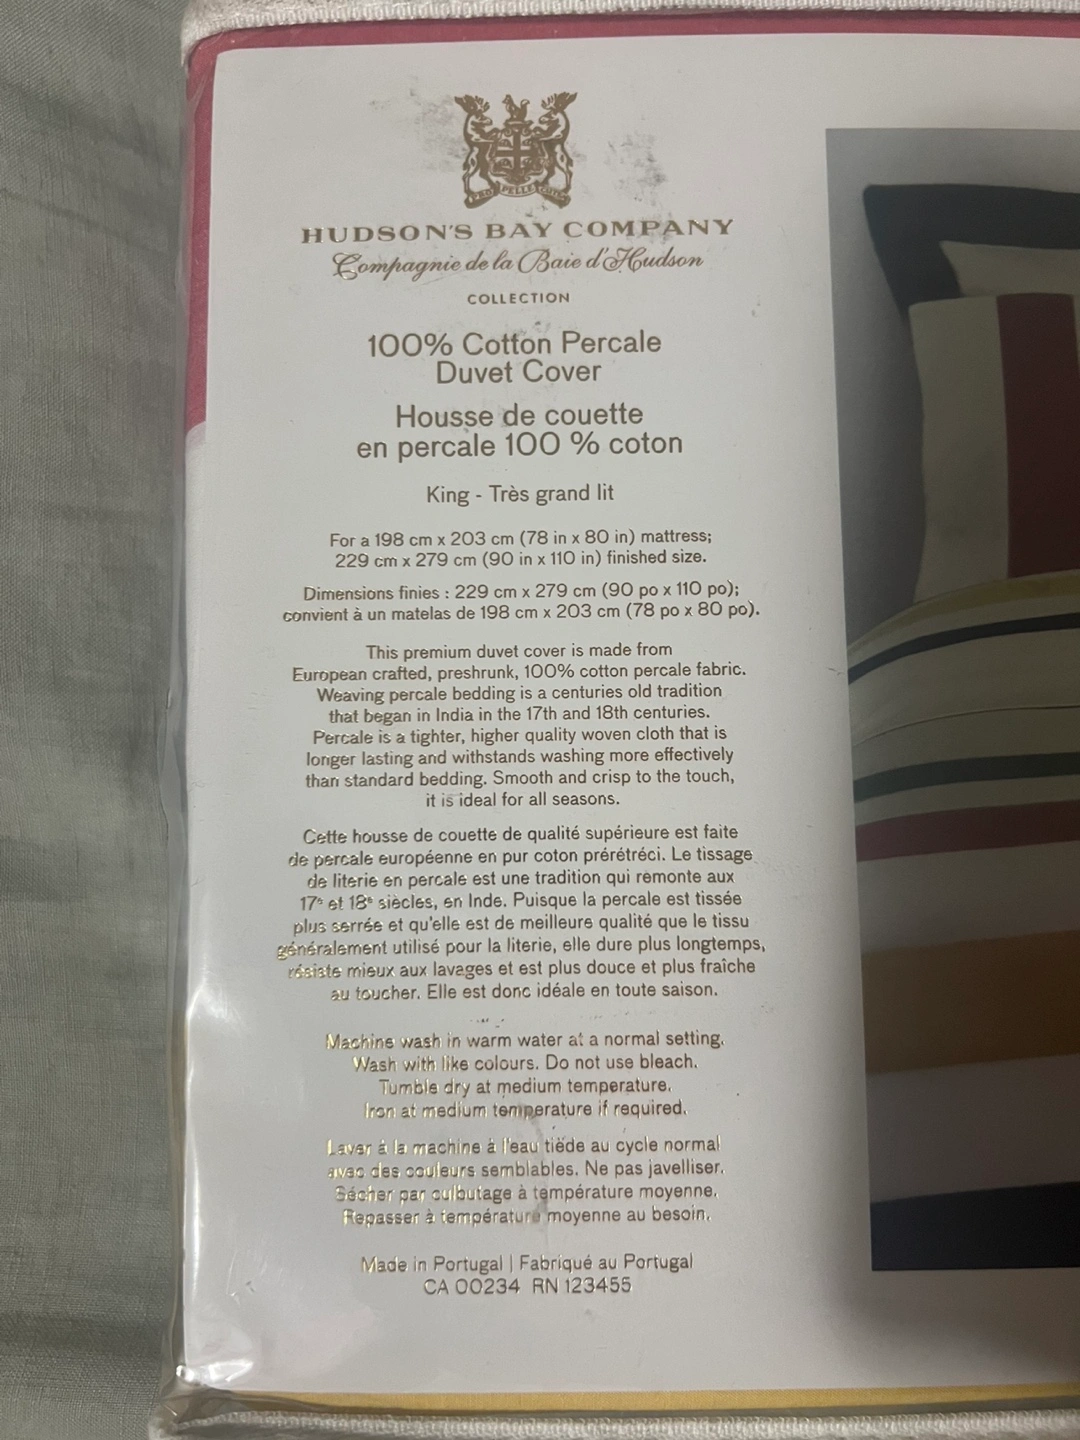 PRO PELLE CUTEM
HUDSON'S BAY COMPANY
Compagnie de la Baie d'Hudson
COLLECTION
100% Cotton Percale
Duvet Cover
Housse de couette
en percale 100 % coton
King - Très grand lit
For a 198 cm x 203 cm (78 in x 80 in) mattress;
229 cm x 279 cm (90 in x 110 in) finished size.
Dimensions finies : 229 cm x 279 cm (90 po x 110 po);
convient à un matelas de 198 cm x 203 cm (78 po x 80 po).
This premium duvet cover is made from
European crafted, preshrunk, 100% cotton percale fabric.
Weaving percale bedding is a centuries old tradition
that began in India in the 17th and 18th centuries.
Percale is a tighter, higher quality woven cloth that is
longer lasting and withstands washing more effectively
than standard bedding. Smooth and crisp to the touch,
it is ideal for all seasons.
Cette housse de couette de qualité supérieure est faite
de percale européenne en pur coton prérétréci. Le tissage
de literie en percale est une tradition qui remonte aux
17e et 18e siècles, en Inde. Puisque la percale est tissée
plus serrée et qu'elle est de meilleure qualité que le tissu
généralement utilisé pour la literie, elle dure plus longtemps,
résiste mieux aux lavages et est plus douce et plus fraîche
au toucher. Elle est donc idéale en toute saison.
Machine wash in warm water at a normal setting.
Wash with like colours. Do not use bleach.
Tumble dry at medium temperature.
Iron at medium temperature if required.
Laver à la machine à l'eau tiède au cycle normal
avec des couleurs semblables. Ne pas javelliser.
Sécher par culbutage à température moyenne.
Repasser à température moyenne au besoin.
Made in Portugal | Fabriqué au Portugal
CA 00234 RN 123455